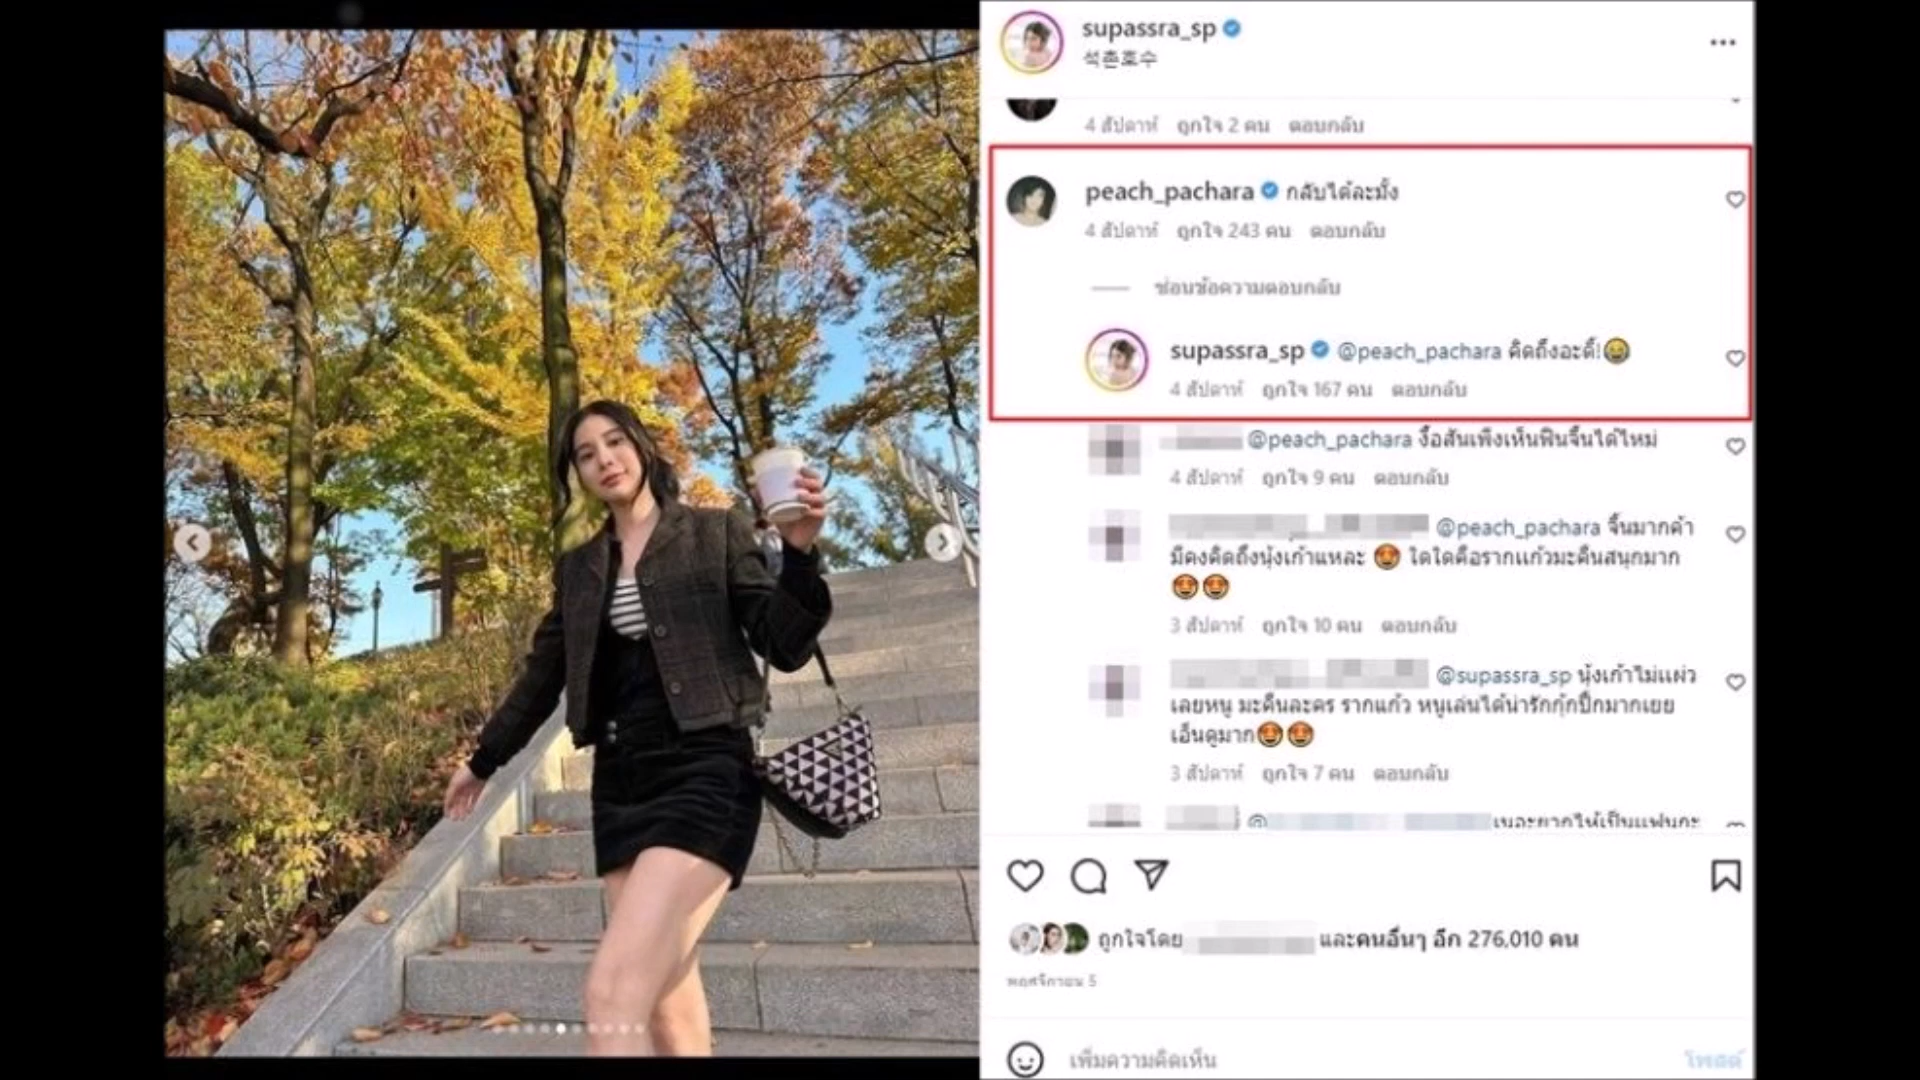 supassra_sp
석촌호수
4 สัปดาห์ ถูกใจ 2 คน ตอบกลับ
peach_pachara กลับได้ละมั้ง
4 สัปดาห์ ถูกใจ 243 คน ตอบกลับ
ซ่อนข้อความตอบกลับ
supassra_sp @peach_pachara คิดถึงอะดิ๊!😂
4 สัปดาห์ ถูกใจ 167 คน ตอบกลับ
@peach_pachara งื้อสันเพิงเห็นฟินจิ้นได้ไหม่
4 สัปดาห์ ถูกใจ 9 คน ตอบกลับ
@peach_pachara จิ้นมากค้า
มีคงคิดถึงนุ้งเก้าแหละ 🤩 ใดใดคือรากแก้วมะคืนสนุกมาก
🤩🤩
3 สัปดาห์ ถูกใจ 10 คน ตอบกลับ
@supassra_sp นุ้งเก้าไม่แผ่ว
เลยหนู มะคืนละคร รากแก้ว หนูเล่นได้น่ารักกุ้กปิ้กมากเยย
เอ็นดูมาก🤩🤩
3 สัปดาห์ ถูกใจ 7 คน ตอบกลับ
ถูกใจโดย และคนอื่นๆ อีก 276,010 คน
พฤศจิกายน 5
เพิ่มความคิดเห็น
โพสต์